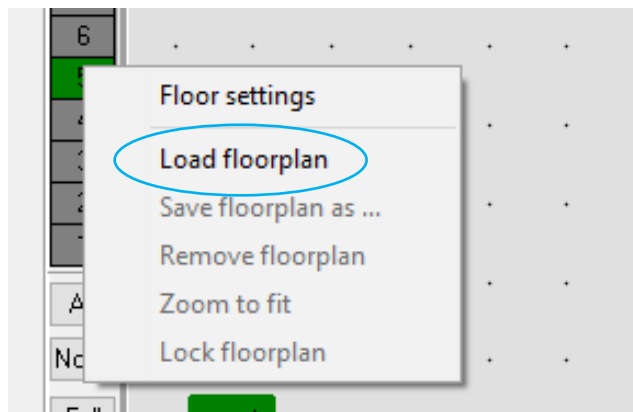 6
Floor settings
Load floorplan
Save floorplan as ...
Remove floorplan
Zoom to fit
Lock floorplan